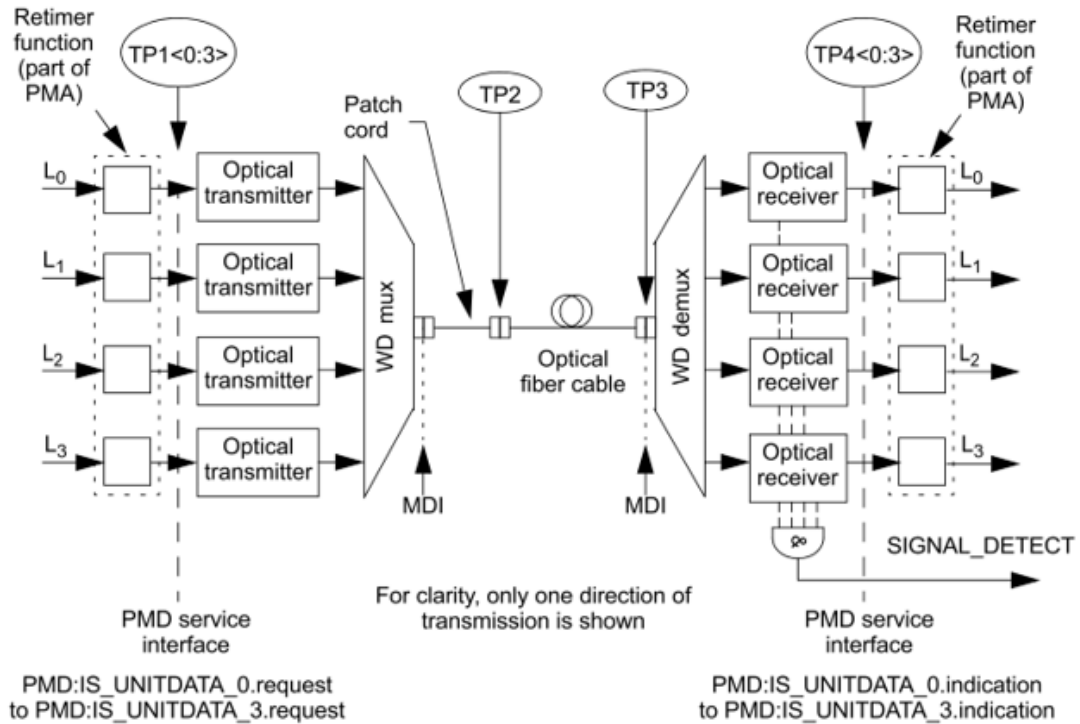 Retimer
function
(part of
PMA)
TP1<0:3>
Patch
cord
TP2
TP3
TP4<0:3>
Retimer
function
(part of
PMA)
L0
Optical
transmitter
Optical
receiver
L0
L1
Optical
transmitter
Optical
receiver
L1
L2
Optical
transmitter
Optical
receiver
L2
L3
Optical
transmitter
Optical
receiver
L3
WD mux
Optical
fiber cable
WD demux
MDI
MDI
&
SIGNAL_DETECT
For clarity, only one direction of
transmission is shown
PMD service
interface
PMD service
interface
PMD:IS_UNITDATA_0.request
to PMD:IS_UNITDATA_3.request
PMD:IS_UNITDATA_0.indication
to PMD:IS_UNITDATA_3.indication